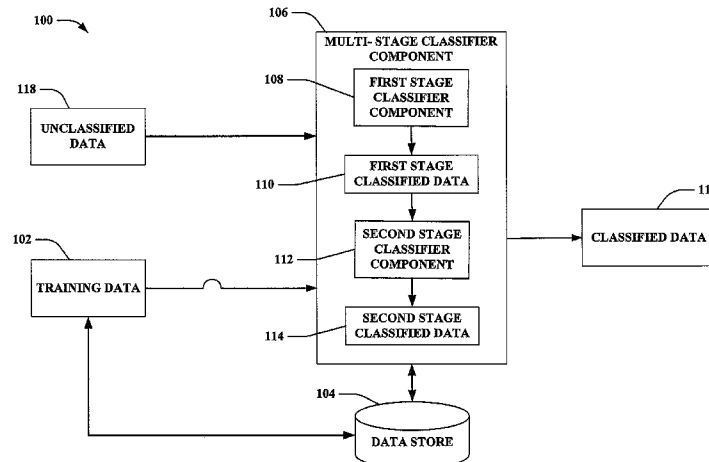 100
106
MULTI- STAGE CLASSIFIER
COMPONENT
108
FIRST STAGE
CLASSIFIER
COMPONENT
118
UNCLASSIFIED
DATA
110
FIRST STAGE
CLASSIFIED DATA
11
CLASSIFIED DATA
102
TRAINING DATA
112
SECOND STAGE
CLASSIFIER
COMPONENT
114
SECOND STAGE
CLASSIFIED DATA
104
DATA STORE